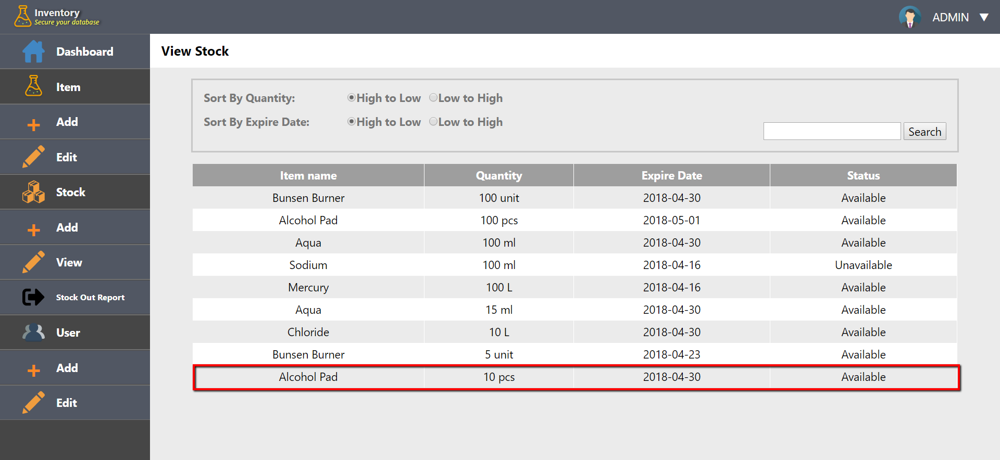 Inventory
Secure your database
ADMIN ▼
Dashboard
Item
Add
Edit
Stock
Add
View
Stock Out Report
User
Add
Edit
View Stock
Sort By Quantity: High to Low Low to High
Sort By Expire Date: High to Low Low to High
Search
Item name Quantity Expire Date Status
Bunsen Burner 100 unit 2018-04-30 Available
Alcohol Pad 100 pcs 2018-05-01 Available
Aqua 100 ml 2018-04-30 Available
Sodium 100 ml 2018-04-16 Unavailable
Mercury 100 L 2018-04-16 Available
Aqua 15 ml 2018-04-30 Available
Chloride 10 L 2018-04-30 Available
Bunsen Burner 5 unit 2018-04-23 Available
Alcohol Pad 10 pcs 2018-04-30 Available